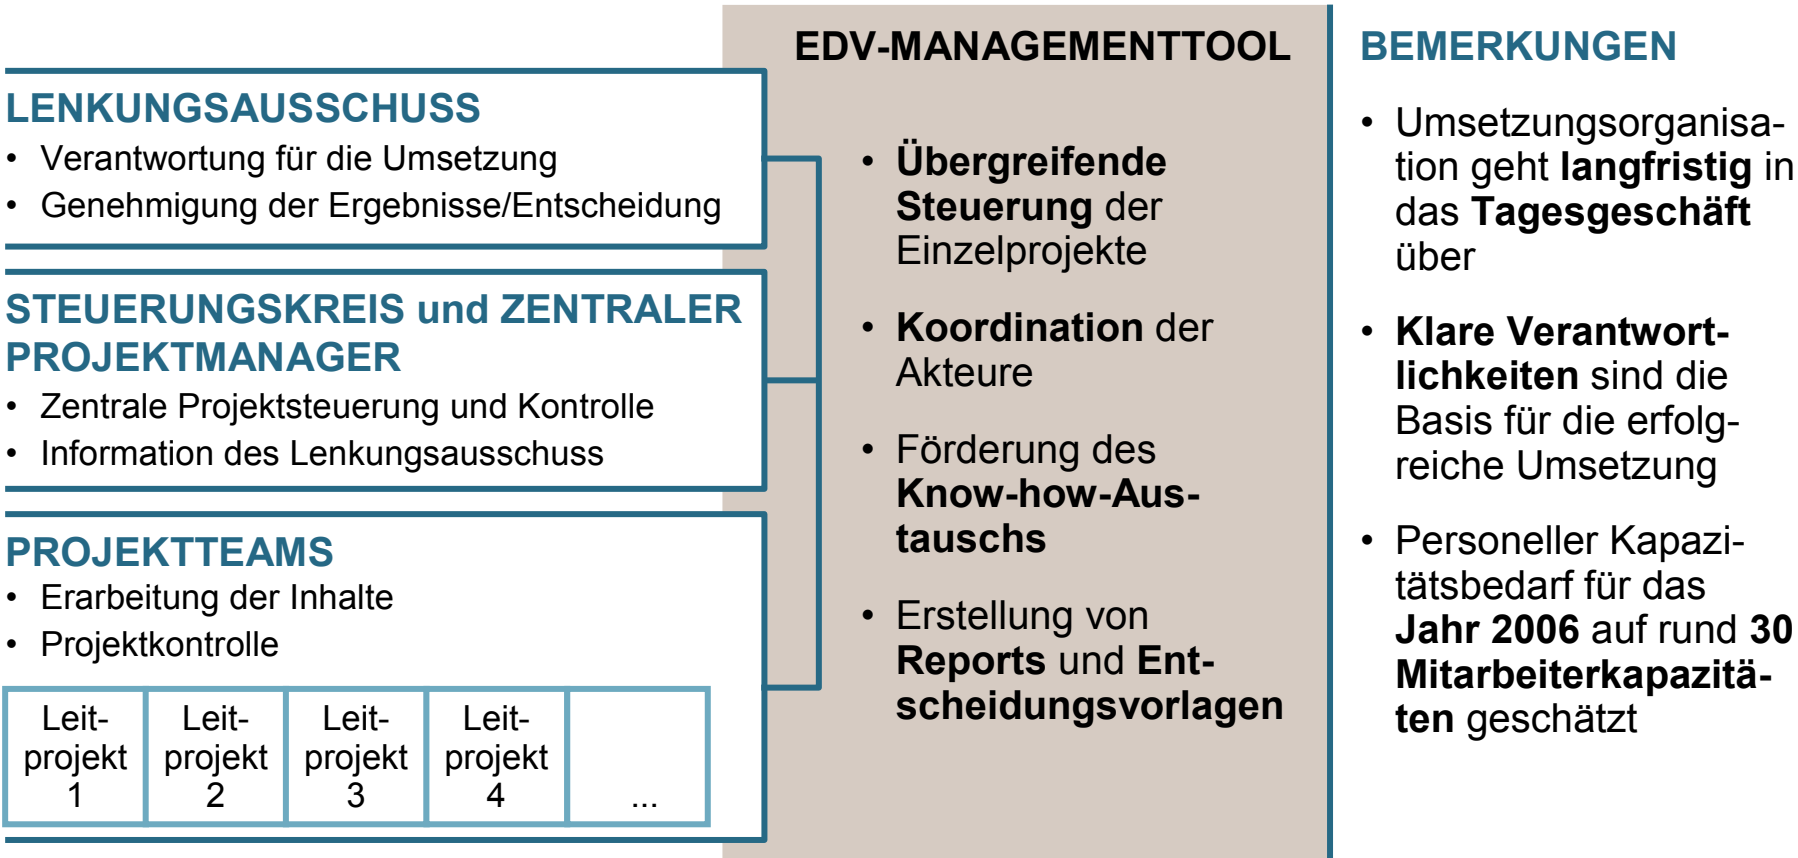 LENKUNGSAUSSCHUSS
• Verantwortung für die Umsetzung
• Genehmigung der Ergebnisse/Entscheidung
STEUERUNGSKREIS und ZENTRALER
PROJEKTMANAGER
• Zentrale Projektsteuerung und Kontrolle
• Information des Lenkungsausschuss
PROJEKTTEAMS
• Erarbeitung der Inhalte
• Projektkontrolle
Leit-
projekt
1
Leit-
projekt
2
Leit-
projekt
3
Leit-
projekt
4
...
EDV-MANAGEMENTTOOL
• Übergreifende
Steuerung der
Einzelprojekte
• Koordination der
Akteure
• Förderung des
Know-how-Aus-
tauschs
• Erstellung von
Reports und Ent-
scheidungsvorlagen
BEMERKUNGEN
• Umsetzungsorganisa-
tion geht langfristig in
das Tagesgeschäft
über
• Klare Verantwort-
lichkeiten sind die
Basis für die erfolg-
reiche Umsetzung
• Personeller Kapazi-
tätsbedarf für das
Jahr 2006 auf rund 30
Mitarbeiterkapazitä-
ten geschätzt